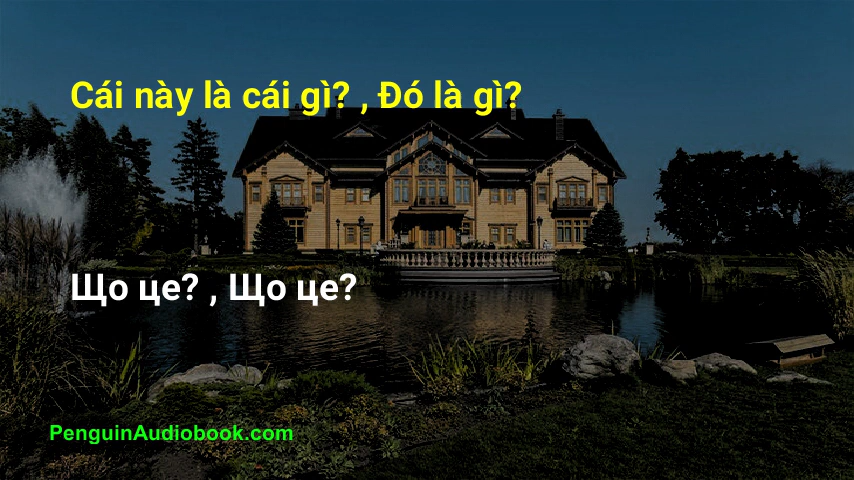 Cái này là cái gì? , Đó là gì?
Що це? , Що це?
PenguinAudiobook.com